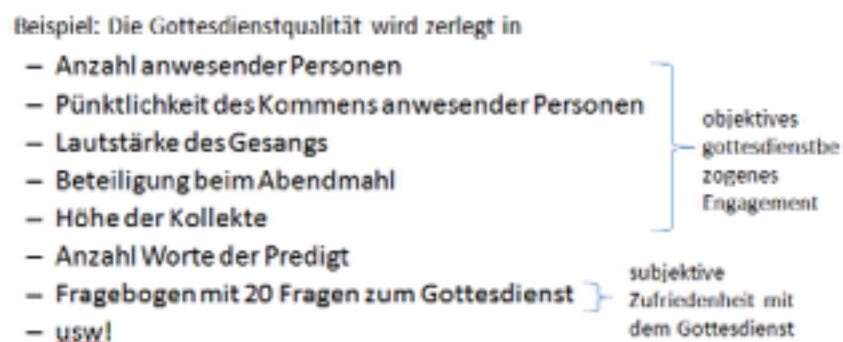 Beispiel: Die Gottesdienstqualität wird zerlegt in
– Anzahl anwesender Personen
– Pünktlichkeit des Kommens anwesender Personen
– Lautstärke des Gesangs
– Beteiligung beim Abendmahl
– Höhe der Kollekte
– Anzahl Worte der Predigt
– Fragebogen mit 20 Fragen zum Gottesdienst
– usw!
objektives
gottesdienstbe
zogenes
Engagement
subjektive
Zufriedenheit mit
dem Gottesdienst